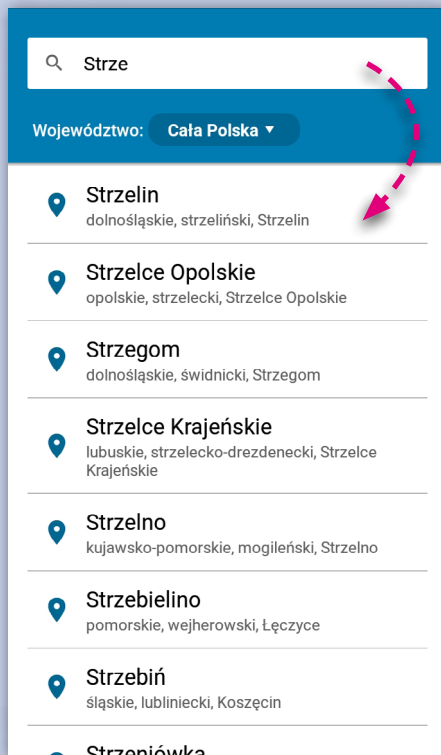 Strze
Województwo: Cała Polska
Strzelin
dolnośląskie, strzeliński, Strzelin
Strzelce Opolskie
opolskie, strzelecki, Strzelce Opolskie
Strzegom
dolnośląskie, świdnicki, Strzegom
Strzelce Krajeńskie
lubuskie, strzelecko-drezdenecki, Strzelce
Krajeńskie
Strzelno
kujawsko-pomorskie, mogileński, Strzelno
Strzebielino
pomorskie, wejherowski, Łęczyce
Strzebiń
śląskie, lubliniecki, Koszęcin